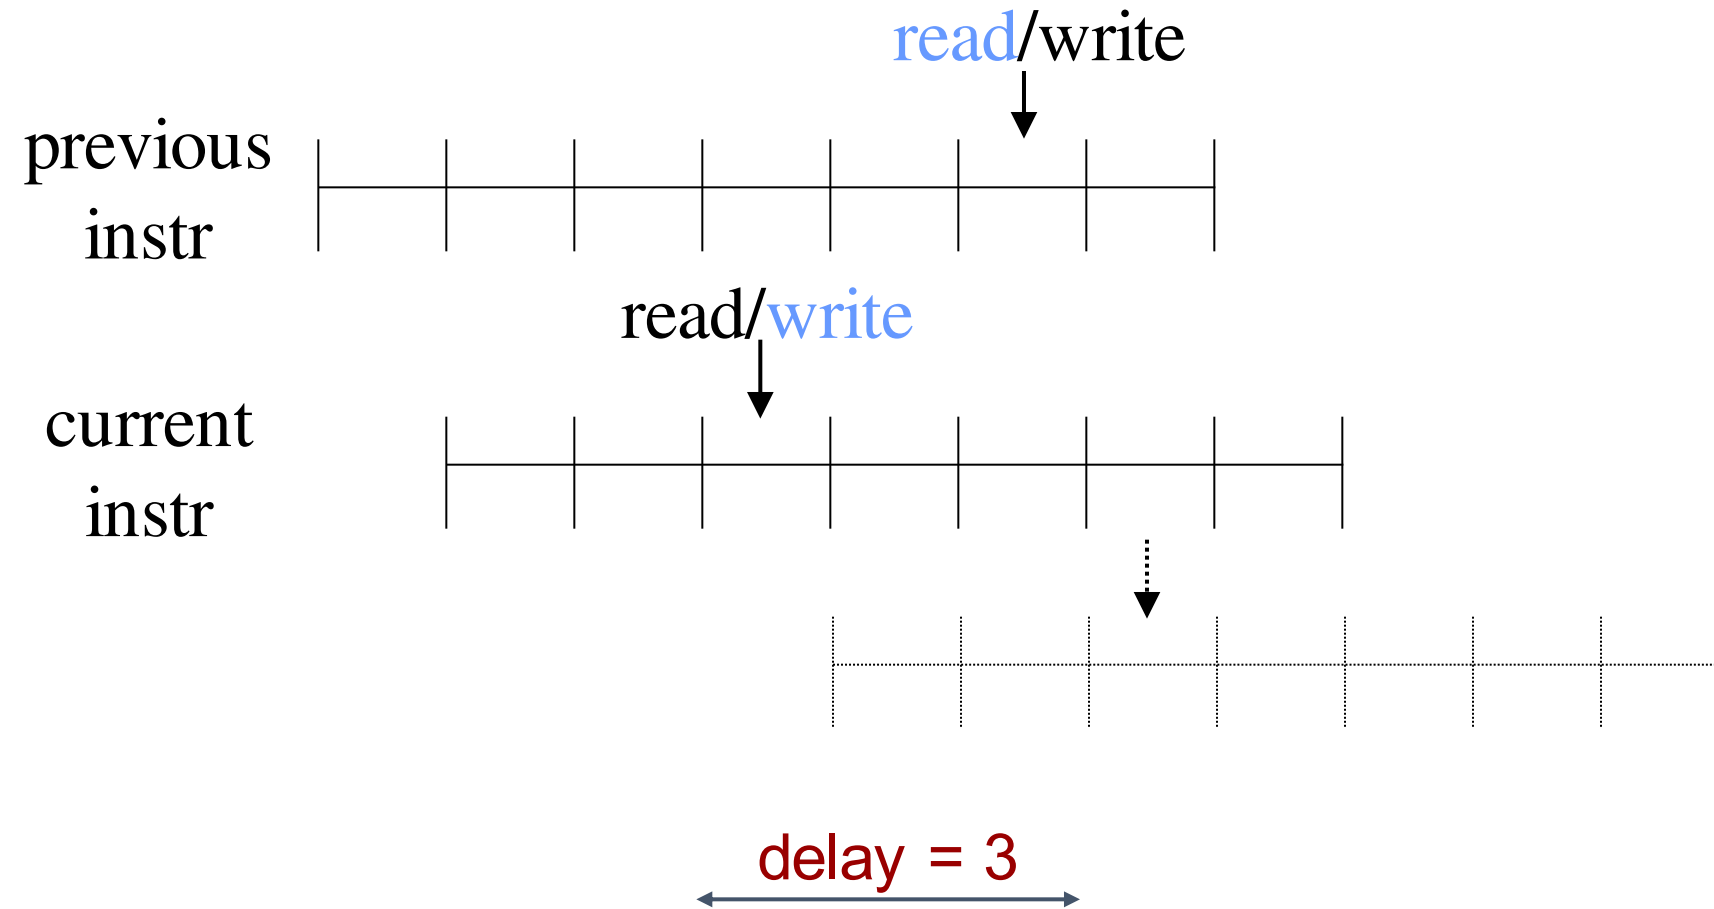 read/write
previous
instr
read/write
current
instr
delay = 3